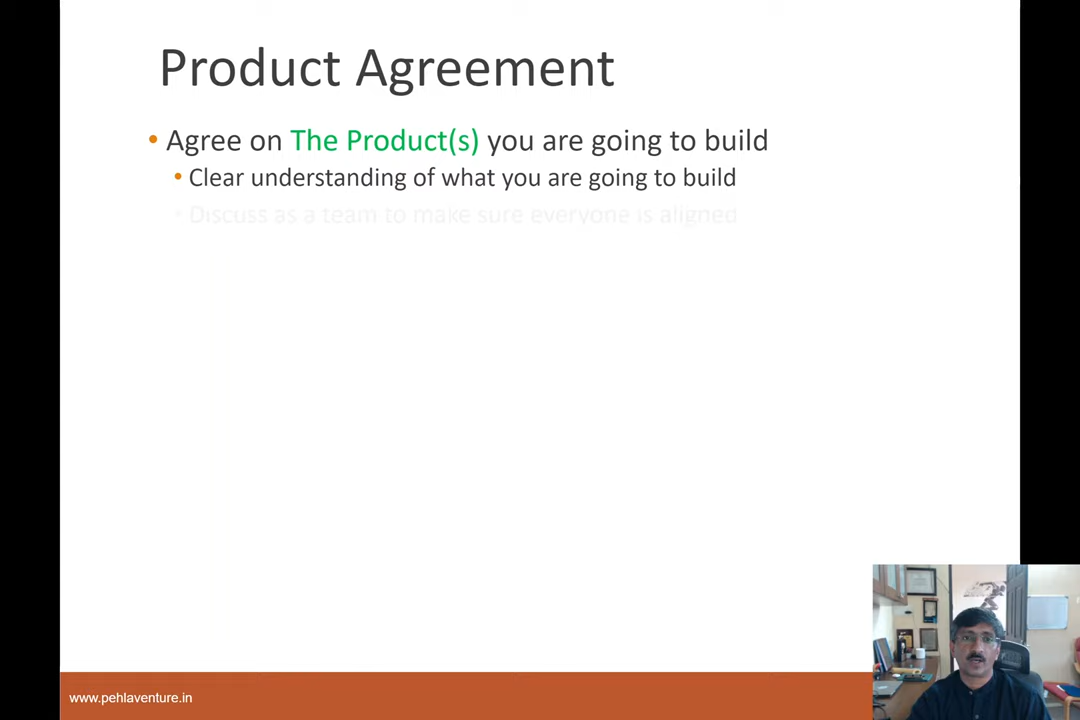 Product Agreement
• Agree on The Product(s) you are going to build
• Clear understanding of what you are going to build
• Discuss as a team to make sure everyone is aligned
www.pehlaventure.in